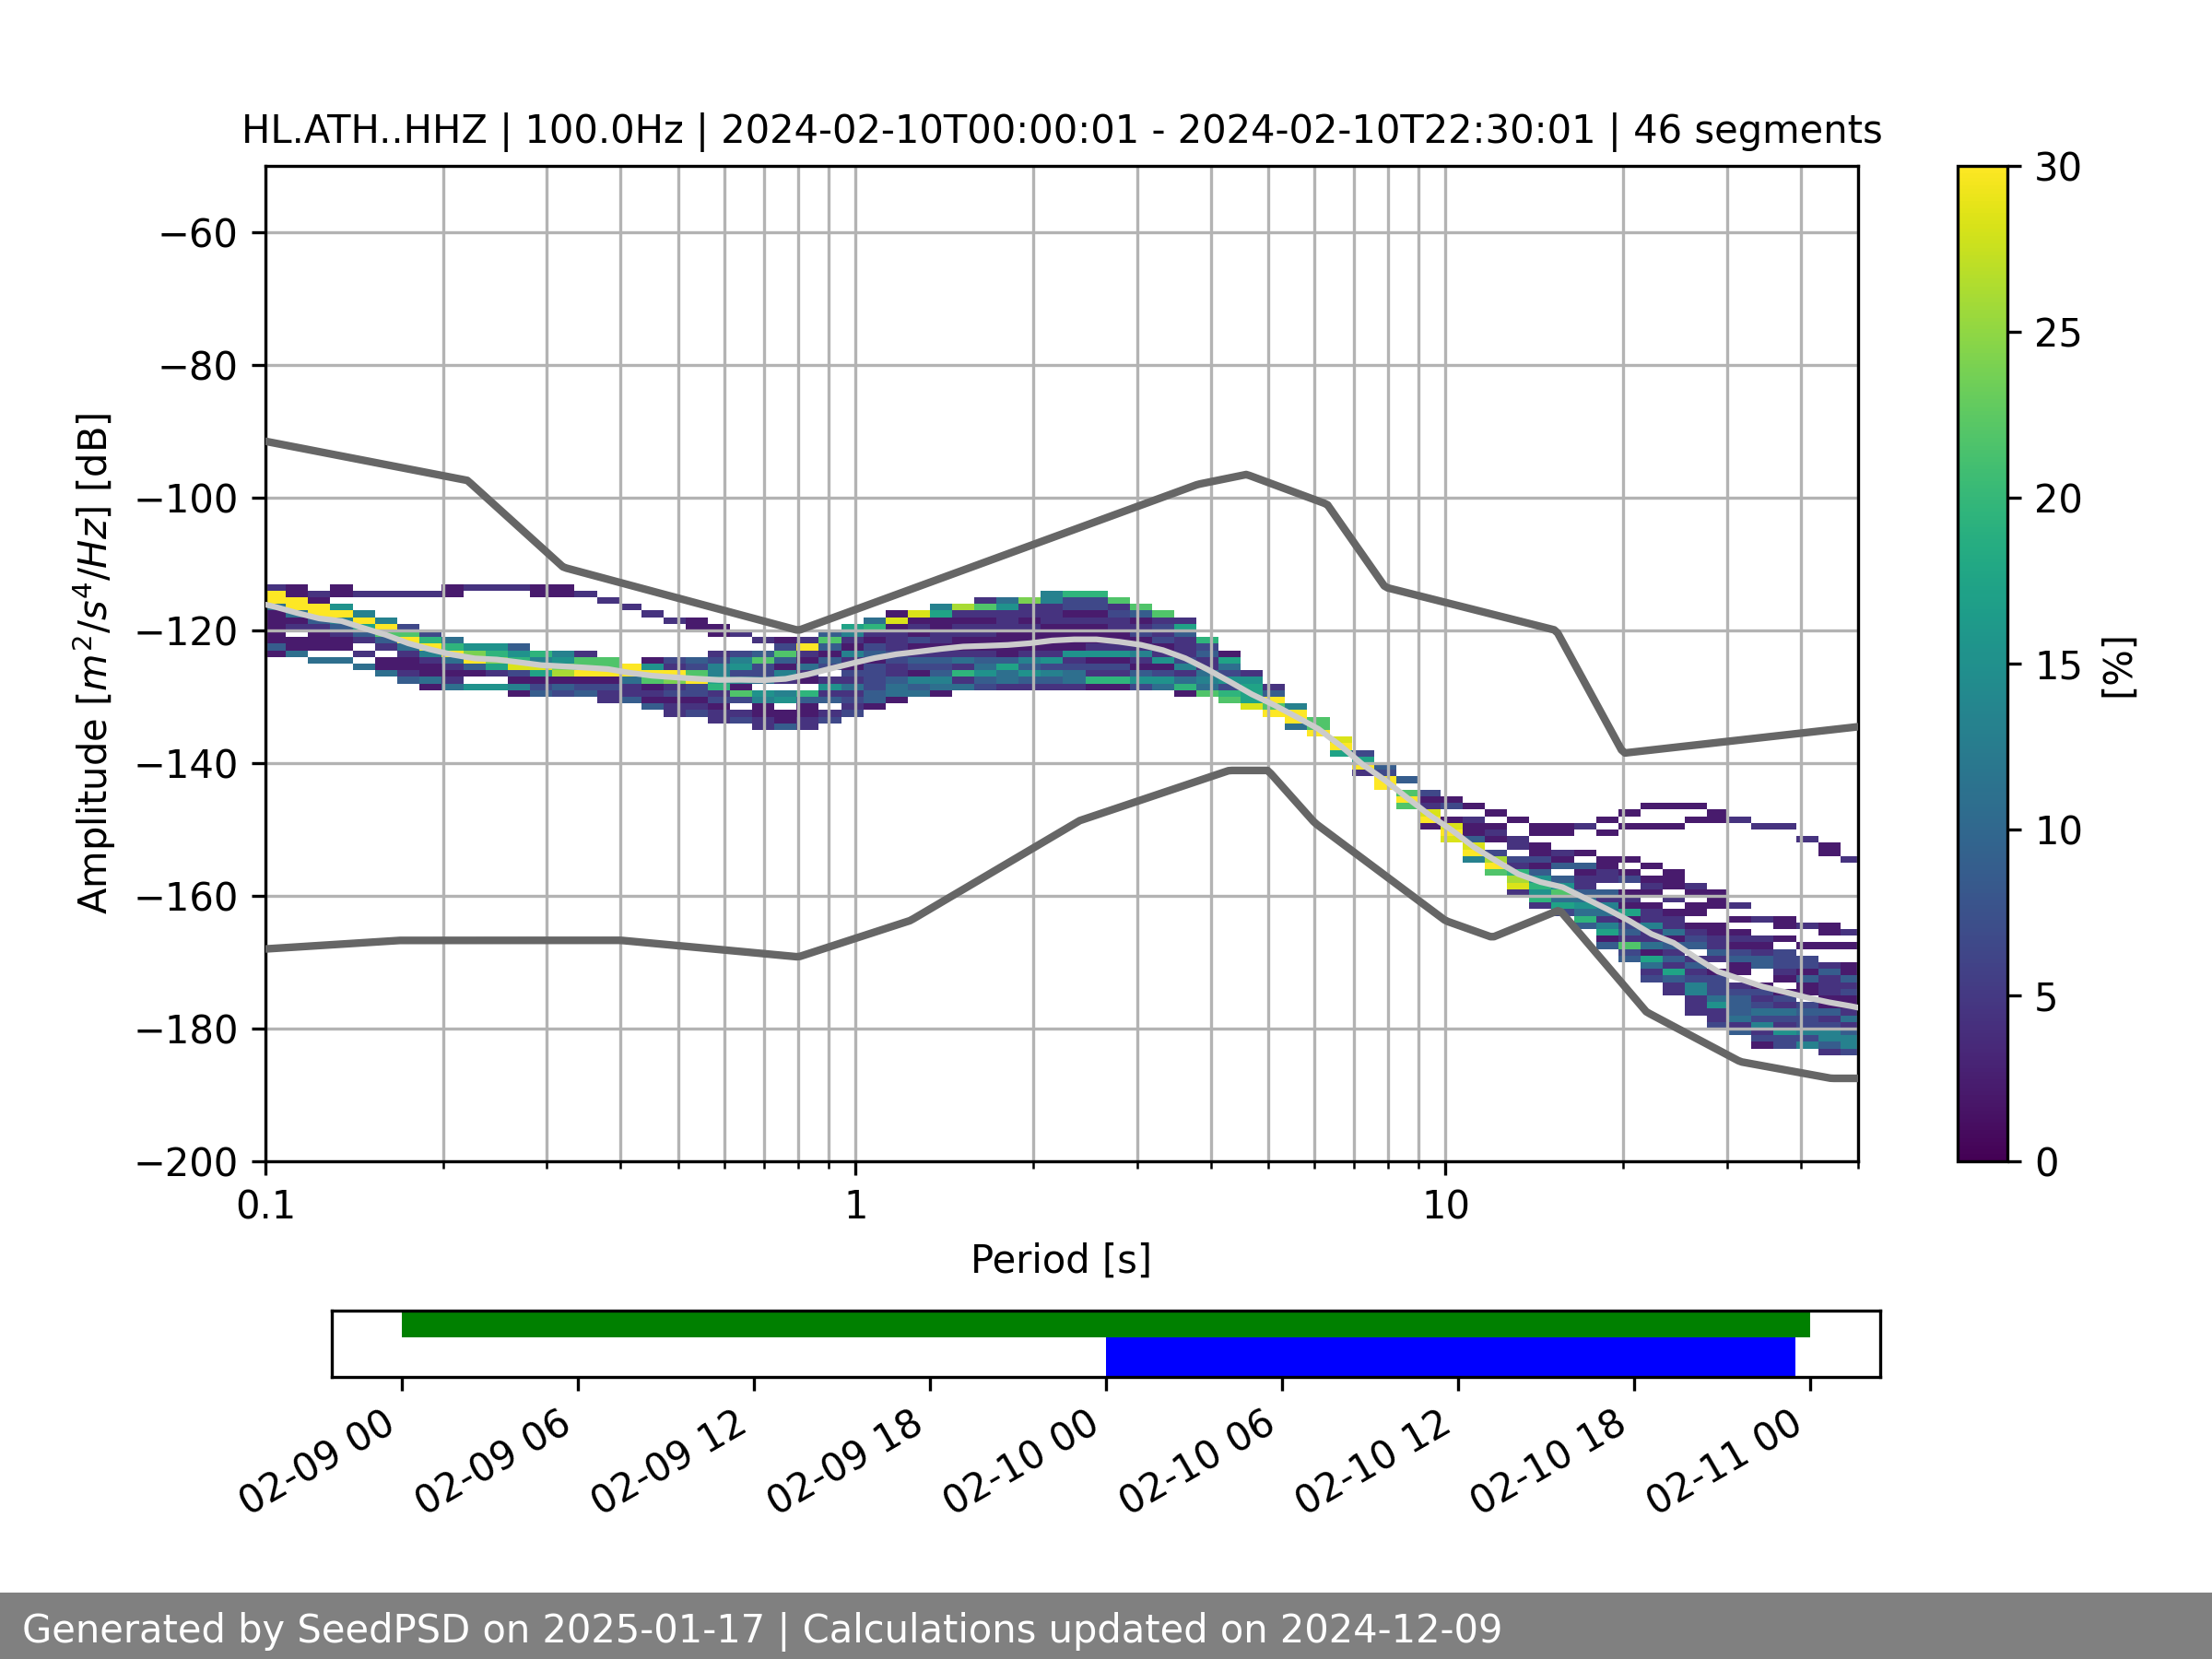 HL.ATH..HHZ | 100.0Hz | 2024-02-10T00:00:01 - 2024-02-10T22:30:01 | 46 segments
Amplitude [m²/s⁴/Hz] [dB]
−60
−80
−100
−120
−140
−160
−180
−200
0.1 1 10
Period [s]
30
25
20
15
10
5
0
[%]
02-09 00 02-09 06 02-09 12 02-09 18 02-10 00 02-10 06 02-10 12 02-10 18 02-11 00
Generated by SeedPSD on 2025-01-17 | Calculations updated on 2024-12-09